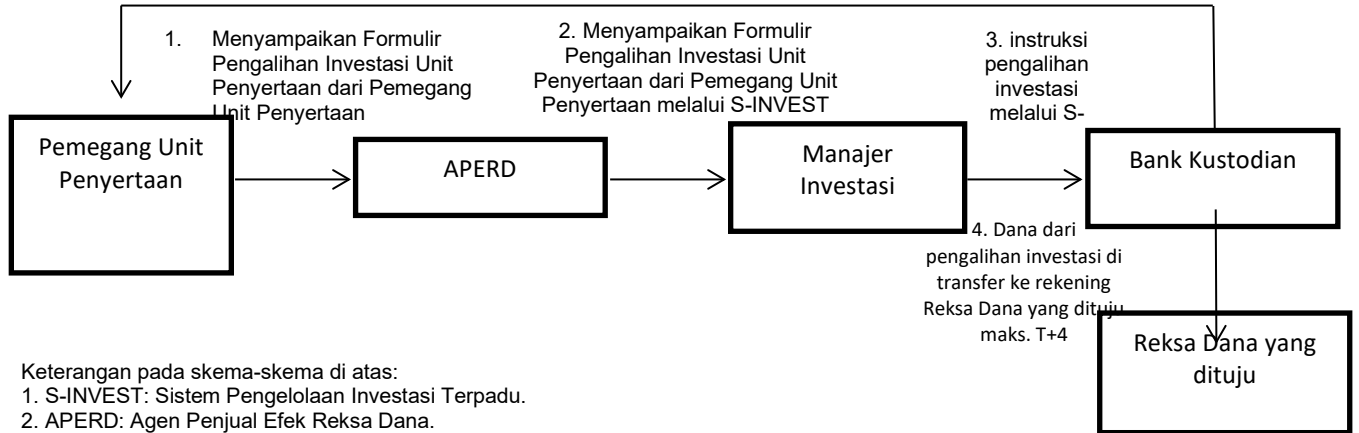 1. Menyampaikan Formulir
Pengalihan Investasi Unit
Penyertaan dari Pemegang
Unit Penyertaan
2. Menyampaikan Formulir
Pengalihan Investasi Unit
Penyertaan dari Pemegang Unit
Penyertaan melalui S-INVEST
3. instruksi
pengalihan
investasi
melalui S-
Pemegang Unit
Penyertaan
APERD
Manajer
Investasi
Bank Kustodian
4. Dana dari
pengalihan investasi di
transfer ke rekening
Reksa Dana yang dituju
maks. T+4
Reksa Dana yang
dituju
Keterangan pada skema-skema di atas:
1. S-INVEST: Sistem Pengelolaan Investasi Terpadu.
2. APERD: Agen Penjual Efek Reksa Dana.